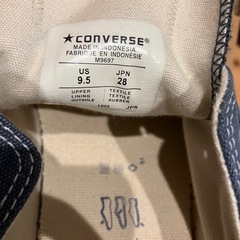 ★CONVERSE®
MADE IN INDONESIA
FABRIQUÉ EN INDONESIE
M9697
US JPN
9.5 28
UPPER : TEXTILE
LINING : TEXTILE
OUTSOLE : RUBBER
JPN